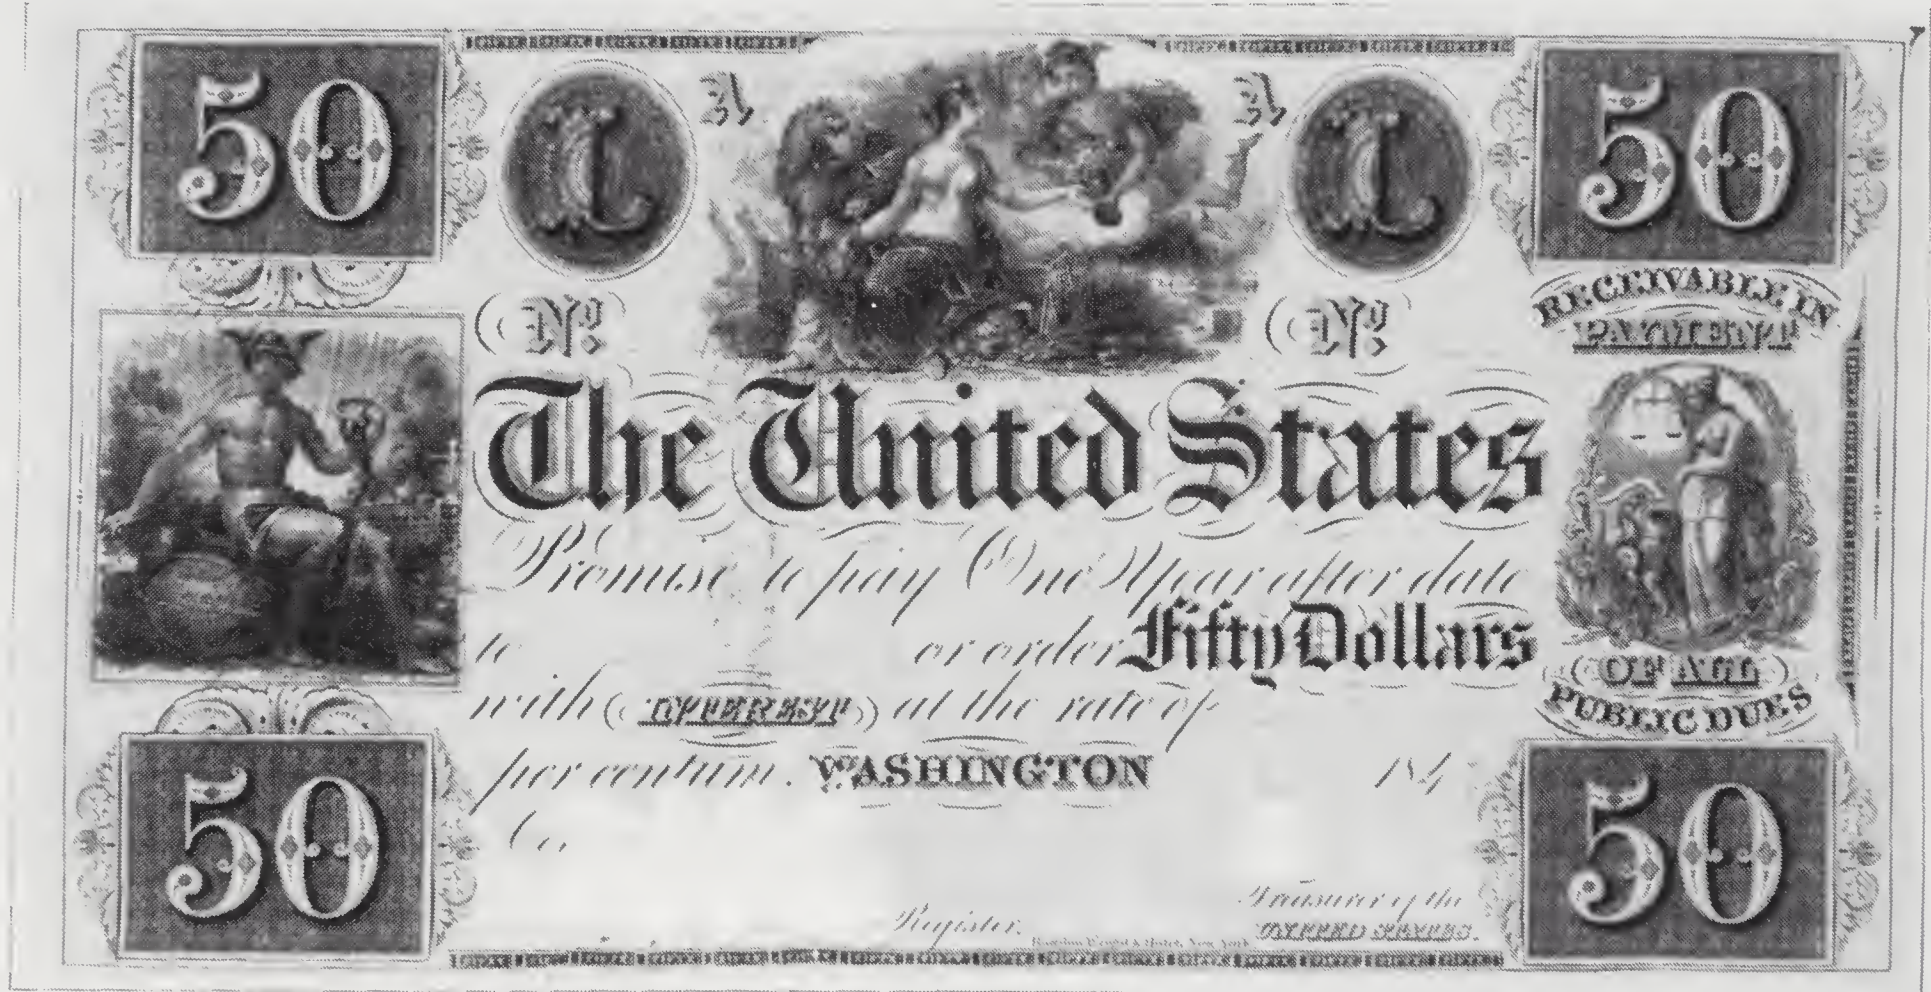 50 L A A L 50
No. No.
RECEIVABLE IN
PAYMENT
The United States
Promise to pay One Year after date
to or order Fifty Dollars
with INTEREST at the rate of
per centum. WASHINGTON 184
Co.
OF ALL
PUBLIC DUES
50 50
Register.
Treasurer of the
UNITED STATES.